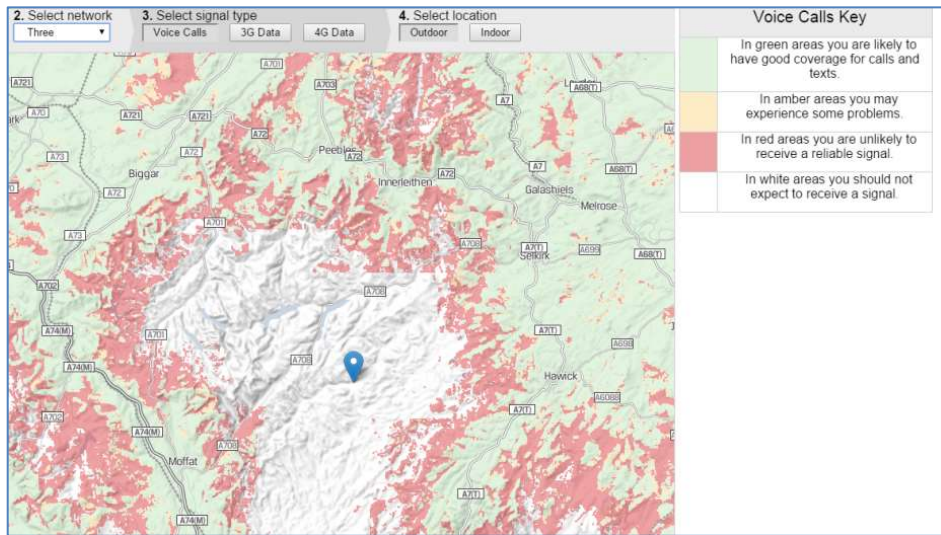 2. Select network
Three
3. Select signal type
Voice Calls
3G Data
4G Data
4. Select location
Outdoor
Indoor
Voice Calls Key
In green areas you are likely to
have good coverage for calls and
texts.
In amber areas you may
experience some problems.
In red areas you are unlikely to
receive a reliable signal.
In white areas you should not
expect to receive a signal.
A701
A721
A703
A7
A68(T)
A70
A721
A721
A72
A73
A72
Peebles
A72
A7
Biggar
A72
Innerleithen
A72
Galashiels
Melrose
A73
A701
A708
A7(T)
A699
A68(T)
Selkirk
A702
A708
A74(M)
A701
A7(T)
A698
A708
A74(M)
Hawick
A6088
A702
A7(T)
A74(M)
A708
Moffat
A7(T)
A74(M)